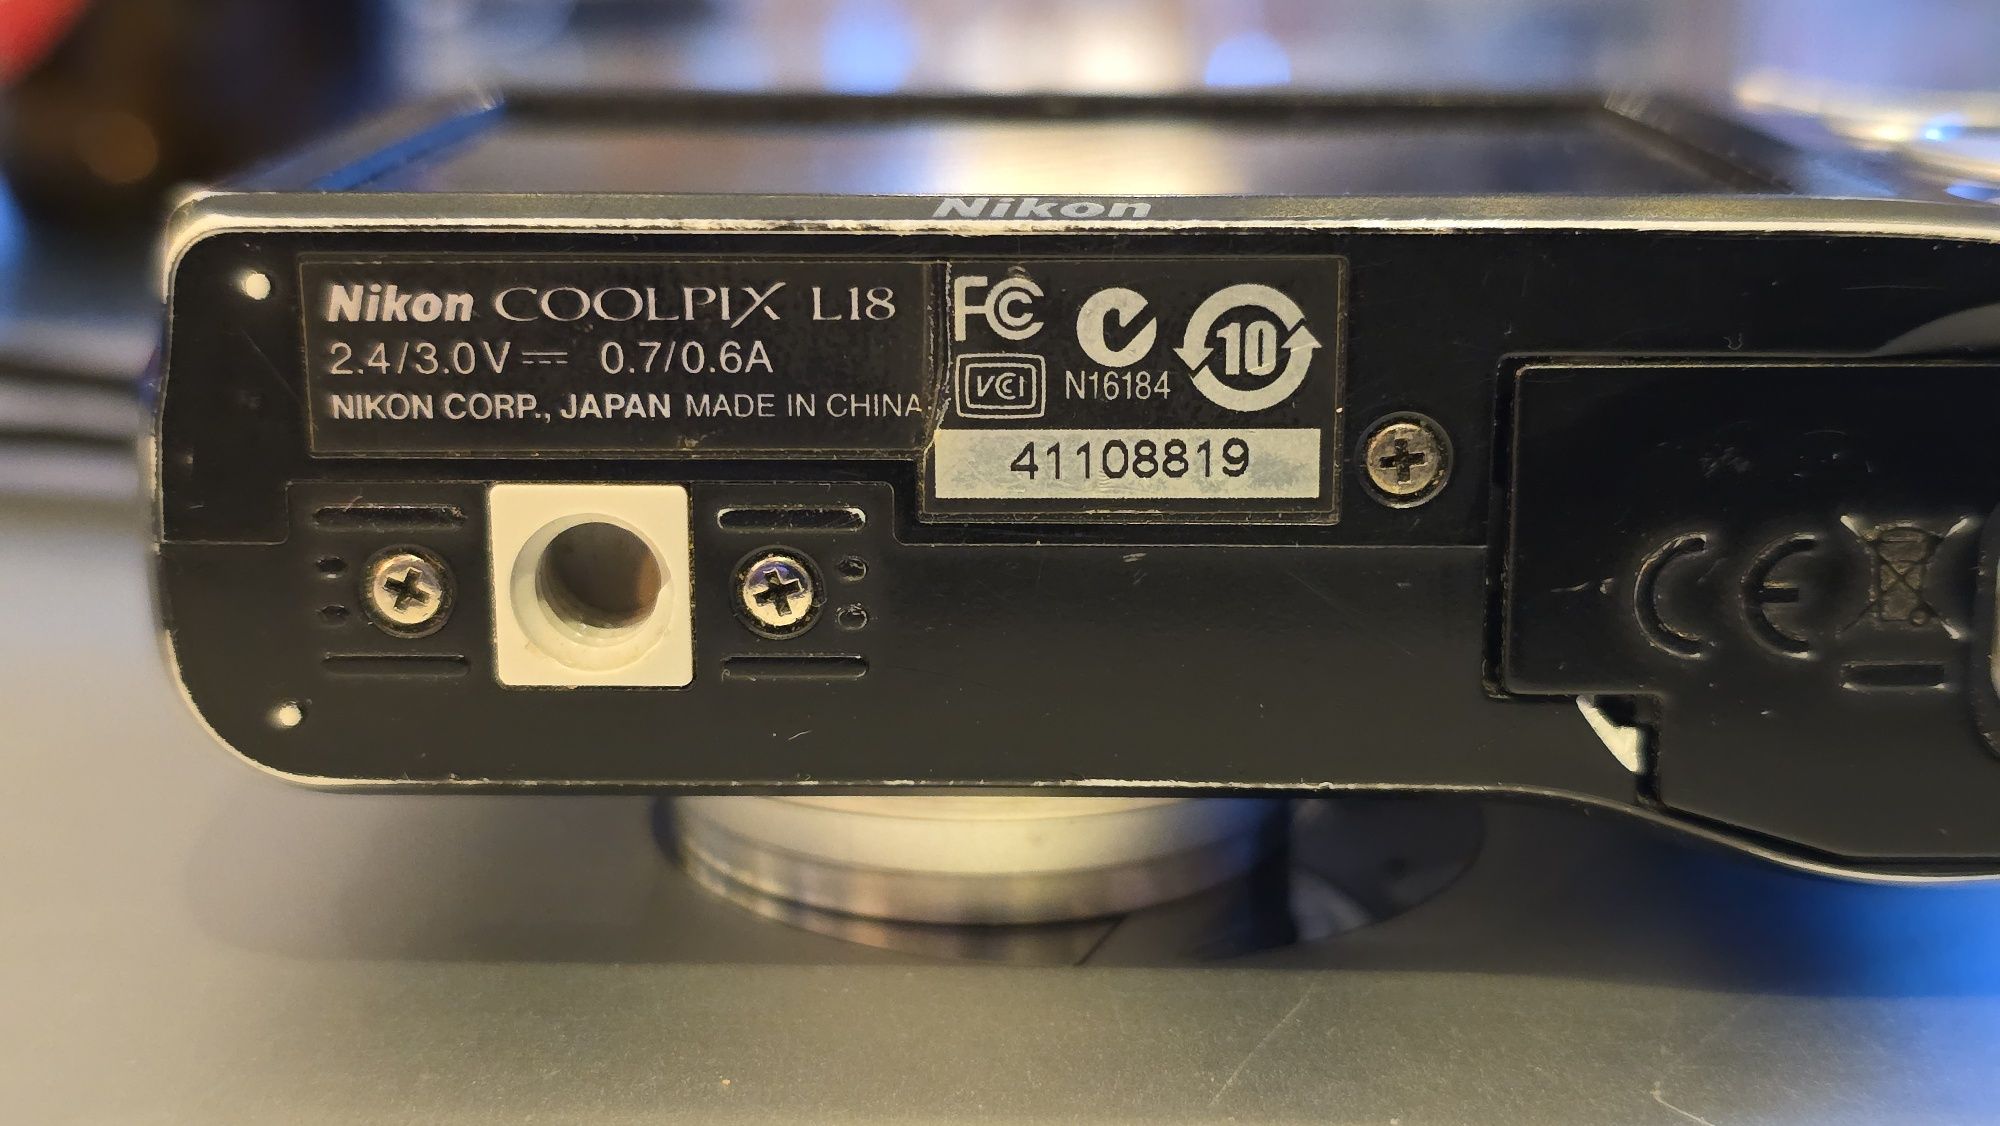 Nikon
Nikon COOLPIX L18
2.4/3.0V 0.7/0.6A
NIKON CORP., JAPAN MADE IN CHINA
FC
VCI
N16184
10
41108819
CE